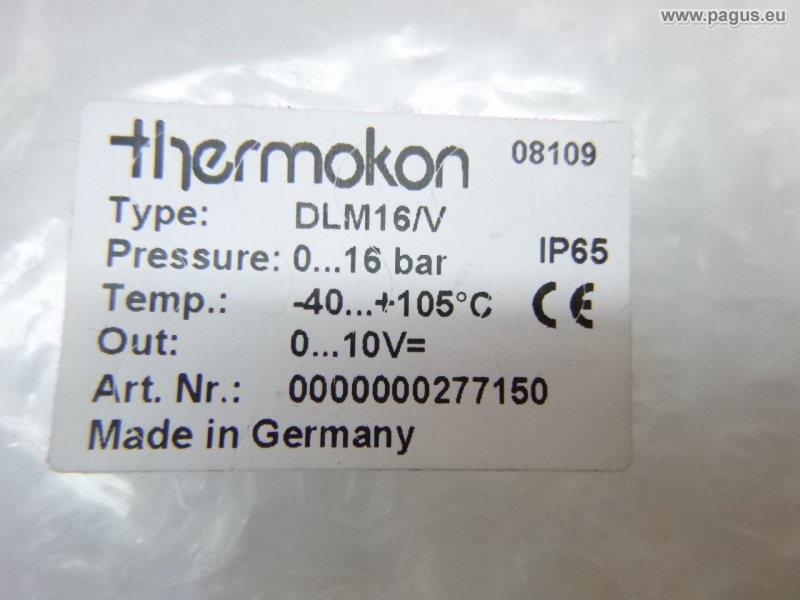 www.pagus.eu
thermokon 08109
Type: DLM16/V
Pressure: 0...16 bar IP65
Temp.: -40...+105°C CE
Out: 0...10V=
Art. Nr.: 0000000277150
Made in Germany